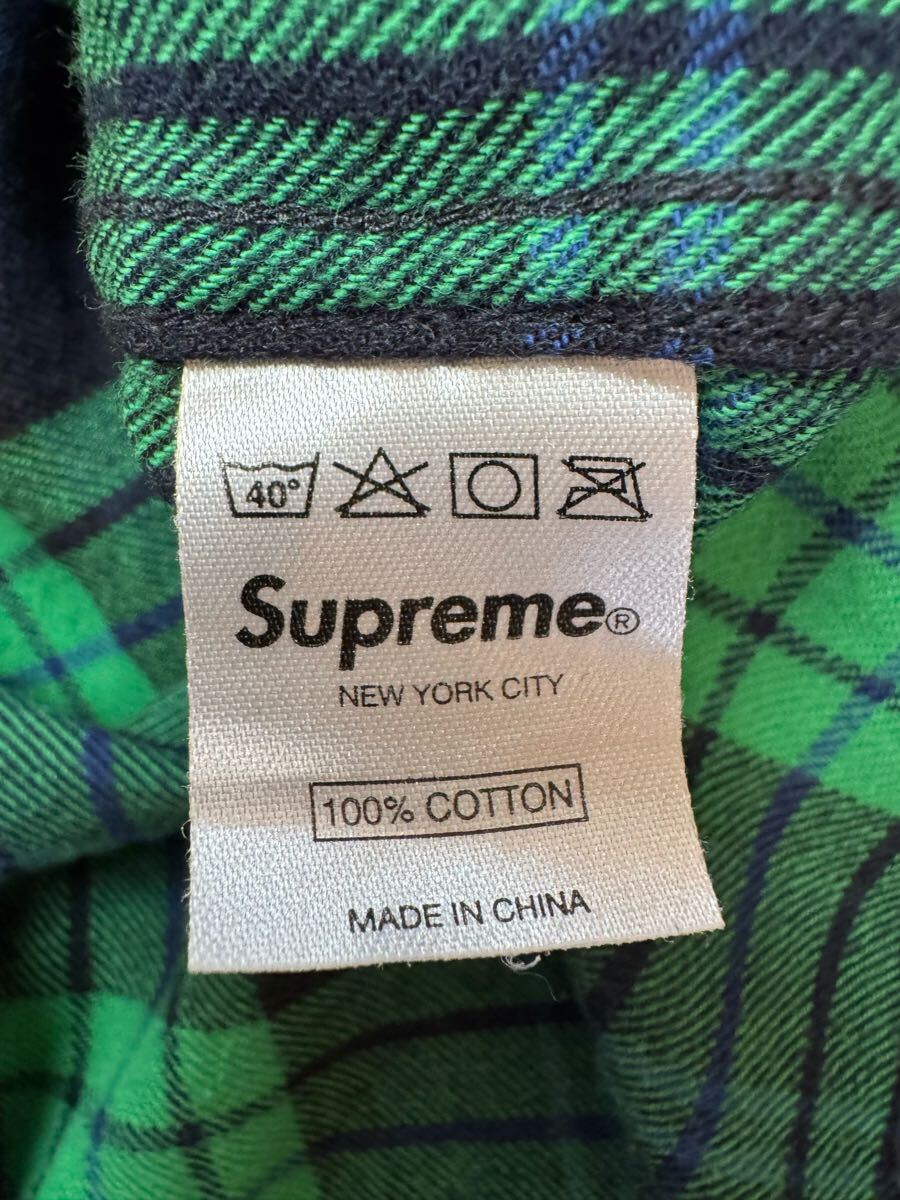 40°
Supreme®
NEW YORK CITY
100% COTTON
MADE IN CHINA